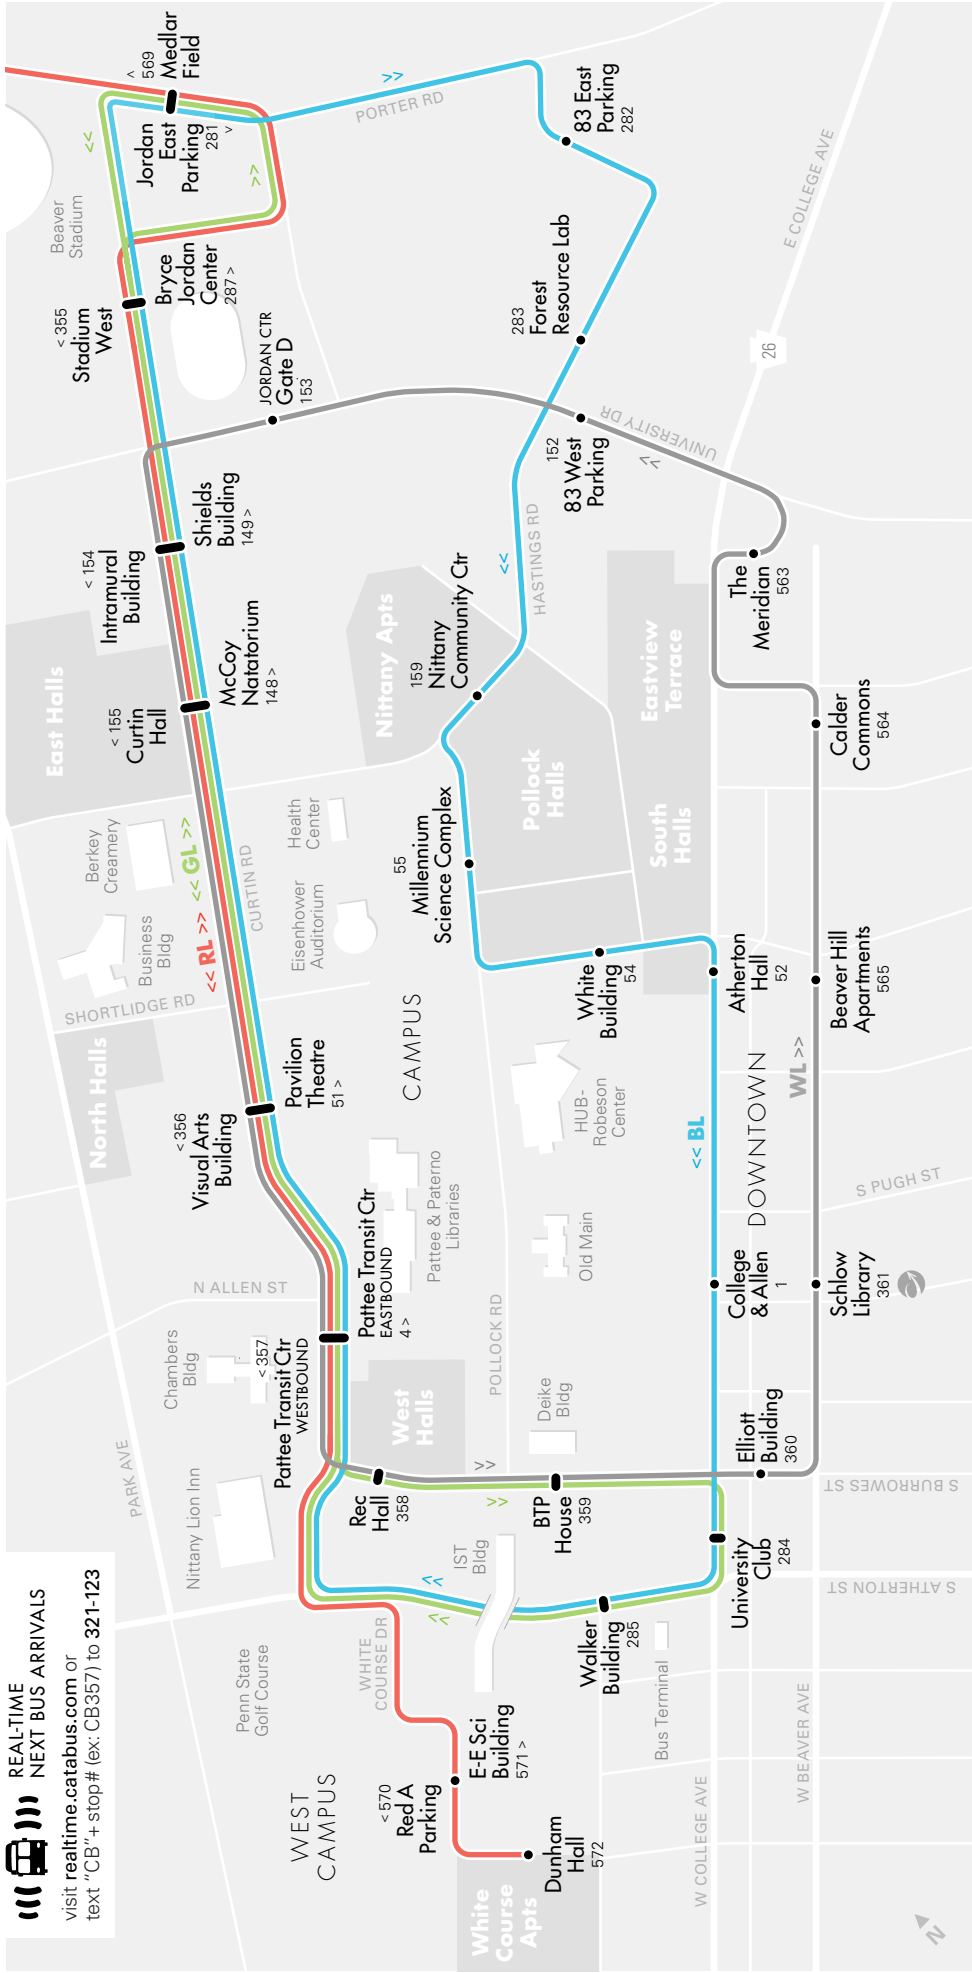 REAL-TIME
NEXT BUS ARRIVALS
visit realtime.catabus.com or
text “CB”+ stop# (ex: CB357) to 321-123
PARK AVE
Nittany Lion Inn
Penn State
Golf Course
WEST
CAMPUS
WHITE
COURSE DR
White
Course
Apts
Dunham
Hall
572
< 570
Red A
Parking
E-E Sci
Building
571 >
Chambers
Bldg
N ALLEN ST
< 357
Pattee Transit Ctr
WESTBOUND
Pattee Transit Ctr
EASTBOUND
4 >
West
Halls
Rec
Hall
358
IST
Bldg
BTP
House
359
Deike
Bldg
Walker
Building
285
Bus Terminal
University
Club
284
Elliott
Building
360
W COLLEGE AVE
W BEAVER AVE
S ATHERTON ST
S BURROWES ST
N
North Halls
SHORTLIDGE RD
Business
Bldg
Berkey
Creamery
<356
Visual Arts
Building
Pavilion
Theatre
51 >
<< RL >>
<< GL >>
CURTIN RD
Eisenhower
Auditorium
Health
Center
CAMPUS
Pattee & Paterno
Libraries
POLLOCK RD
Old Main
HUB-
Robeson
Center
White
Building
54
<< BL
College
& Allen
1
DOWNTOWN
WL >>
Schlow
Library
361
S PUGH ST
Atherton
Hall
52
Beaver Hill
Apartments
565
South
Halls
Eastview
Terrace
Pollock
Halls
55
Millennium
Science Complex
159
Nittany
Community Ctr
Nittany Apts
East Halls
< 155
Curtin
Hall
McCoy
Natatorium
148 >
< 154
Intramural
Building
Shields
Building
149 >
HASTINGS RD
<<
Calder
Commons
564
The
Meridian
563
152
83 West
Parking
UNIVERSITY DR
>>
JORDAN CTR
Gate D
153
< 355
Stadium
West
Bryce
Jordan
Center
287 >
Beaver
Stadium
Jordan
East
Parking
281
>
<
569
Medlar
Field
<<
>>
PORTER RD
>>
283
Forest
Resource Lab
83 East
Parking
282
E COLLEGE AVE
26
<<
<<
>>
>>